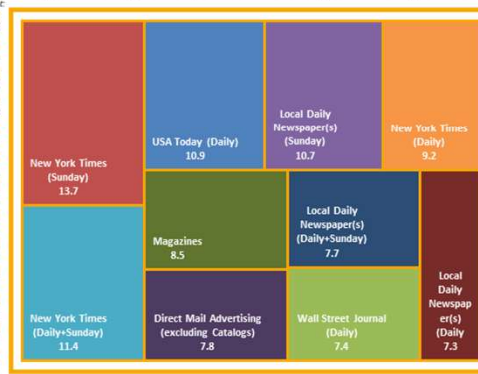 New York Times
(Sunday)
13.7
USA Today (Daily)
10.9
Local Daily
Newspaper(s)
(Sunday)
10.7
New York Times
(Daily)
9.2
New York Times
(Daily+Sunday)
11.4
Magazines
8.5
Direct Mail Advertising
(excluding Catalogs)
7.8
Local Daily
Newspaper(s)
(Daily+Sunday)
7.7
Wall Street Journal
(Daily)
7.4
Local
Daily
Newspap
er(s)
(Daily
7.3